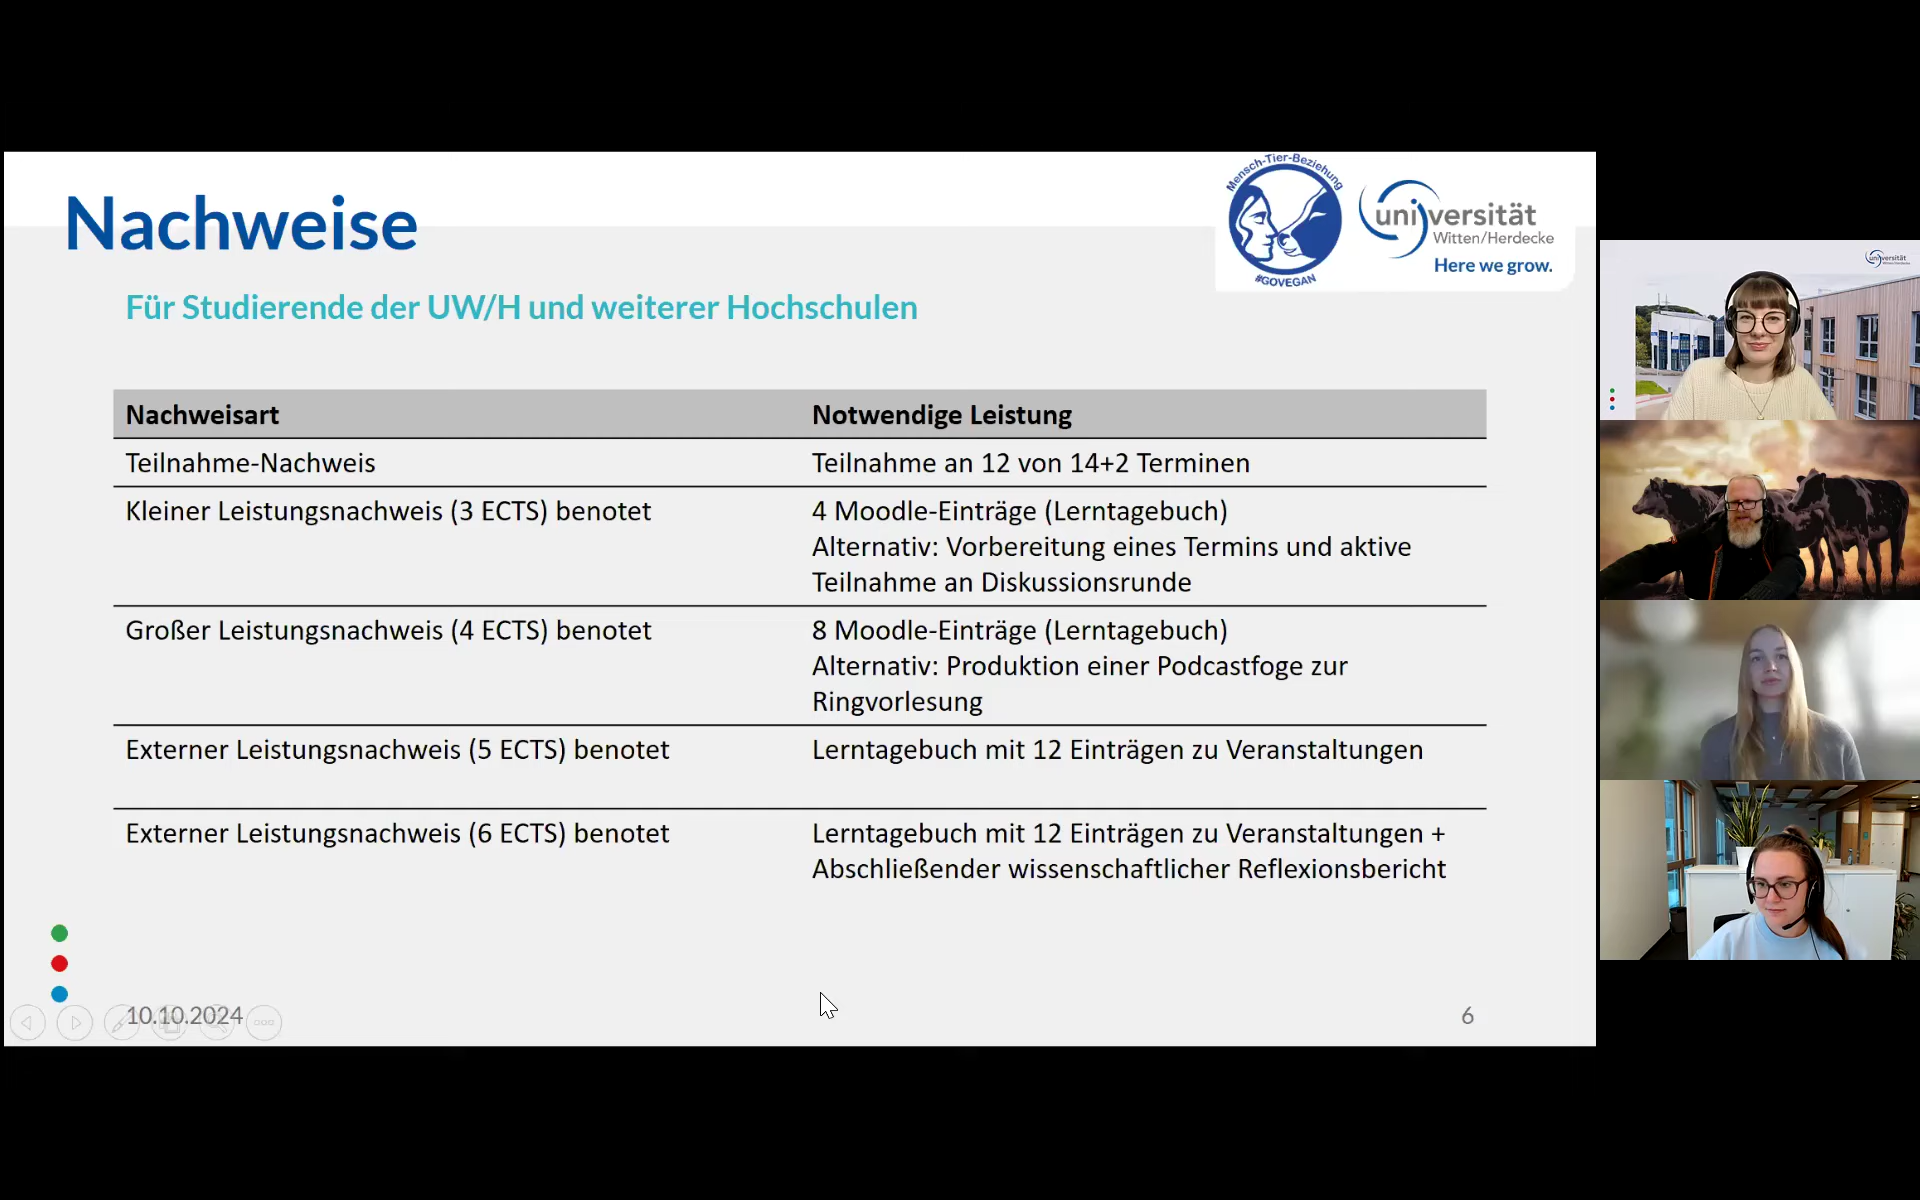 Nachweise
Mensch-Tier-Beziehung
#GOVEGAN
universität
Witten/Herdecke
Here we grow.
Für Studierende der UW/H und weiterer Hochschulen
Nachweisart
Notwendige Leistung
Teilnahme-Nachweis
Teilnahme an 12 von 14+2 Terminen
Kleiner Leistungsnachweis (3 ECTS) benotet
4 Moodle-Einträge (Lerntagebuch)
Alternativ: Vorbereitung eines Termins und aktive
Teilnahme an Diskussionsrunde
Großer Leistungsnachweis (4 ECTS) benotet
8 Moodle-Einträge (Lerntagebuch)
Alternativ: Produktion einer Podcastfoge zur
Ringvorlesung
Externer Leistungsnachweis (5 ECTS) benotet
Lerntagebuch mit 12 Einträgen zu Veranstaltungen
Externer Leistungsnachweis (6 ECTS) benotet
Lerntagebuch mit 12 Einträgen zu Veranstaltungen +
Abschließender wissenschaftlicher Reflexionsbericht
10.10.2024
6
universität